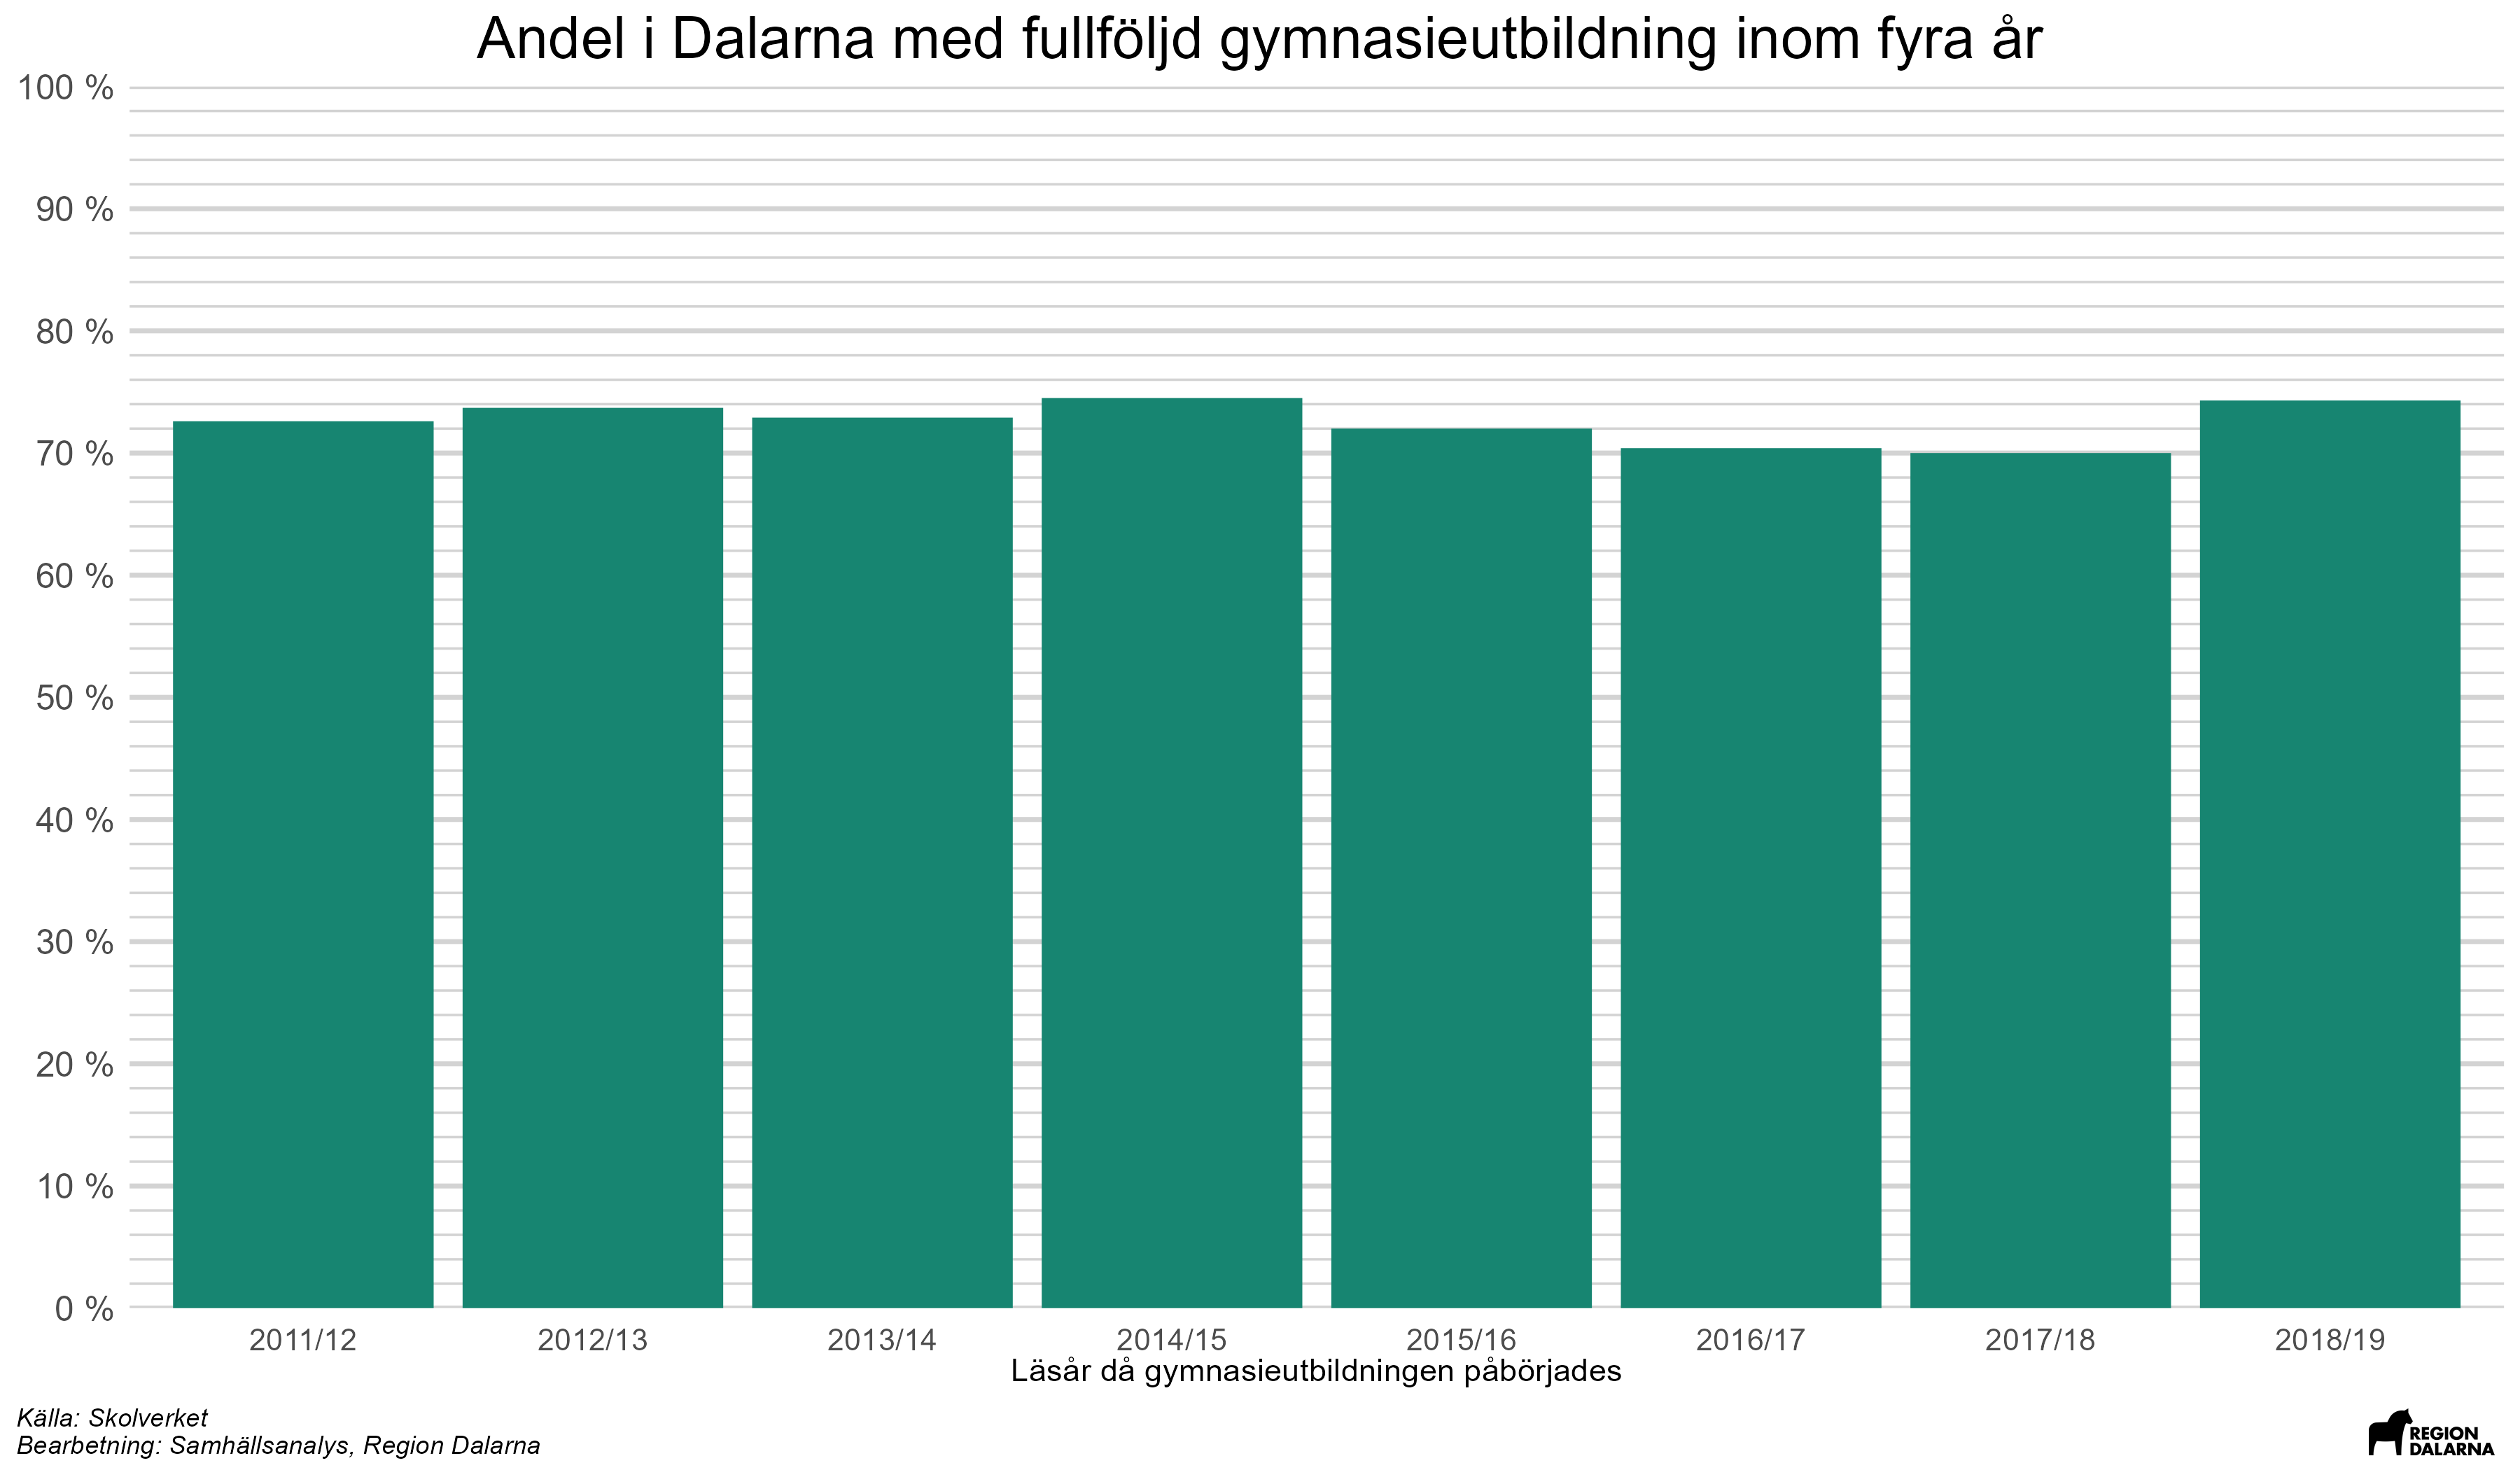 Andel i Dalarna med fullföljd gymnasieutbildning inom fyra år
100 %
90 %
80 %
70 %
60 %
50 %
40 %
30 %
20 %
10 %
0 %
2011/12 2012/13 2013/14 2014/15 2015/16 2016/17 2017/18 2018/19
Läsår då gymnasieutbildningen påbörjades
Källa: Skolverket
Bearbetning: Samhällsanalys, Region Dalarna
REGION
DALARNA